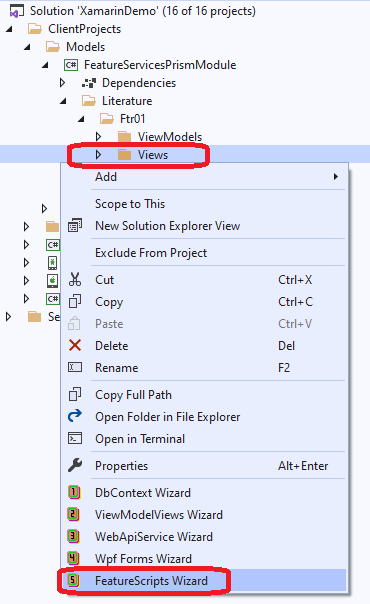 Solution 'XamarinDemo' (16 of 16 projects)
ClientProjects
Models
C# FeatureServicesPrismModule
Dependencies
Literature
Ftr01
ViewModels
Views
Add
Scope to This
New Solution Explorer View
Exclude From Project
C#
Cut Ctrl+X
Copy Ctrl+C
C#
Paste Ctrl+V
Se
Delete Del
Rename F2
Copy Full Path
Open Folder in File Explorer
Open in Terminal
Properties Alt+Enter
1 DbContext Wizard
2 ViewModelViews Wizard
3 WebApiService Wizard
4 Wpf Forms Wizard
5 FeatureScripts Wizard